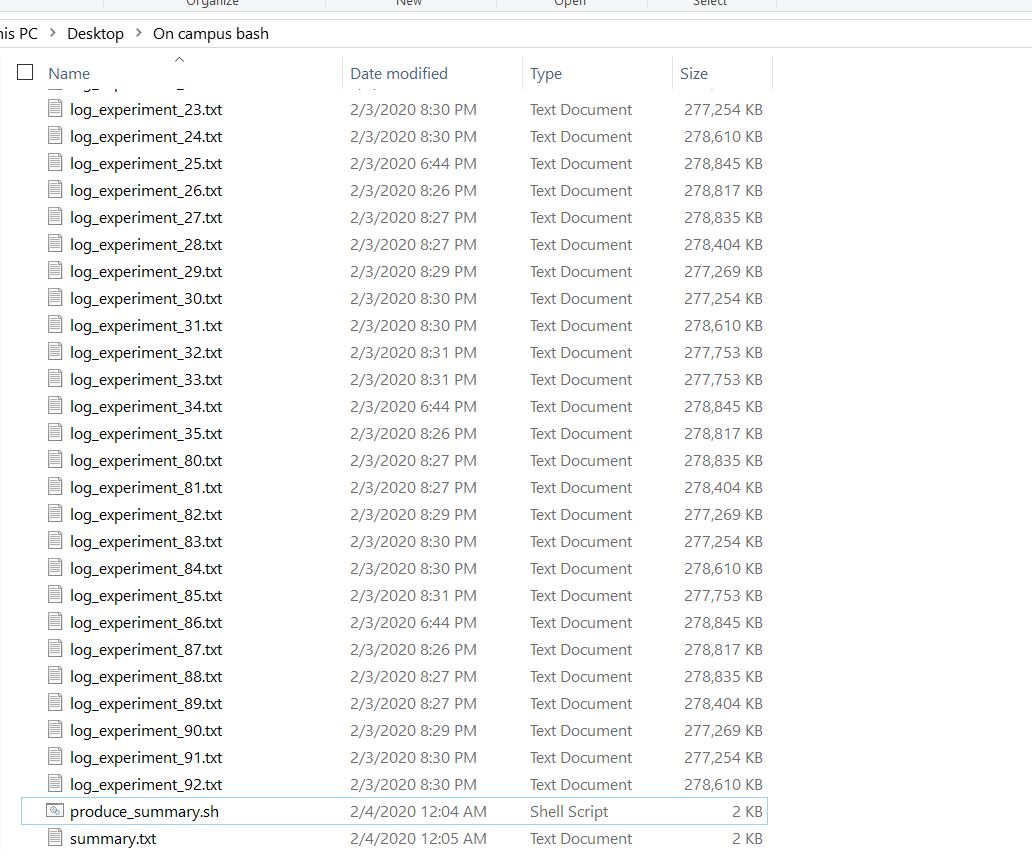 Organize New Open Select
his PC > Desktop > On campus bash
Name Date modified Type Size
log_experiment_23.txt 2/3/2020 8:30 PM Text Document 277,254 KB
log_experiment_24.txt 2/3/2020 8:30 PM Text Document 278,610 KB
log_experiment_25.txt 2/3/2020 6:44 PM Text Document 278,845 KB
log_experiment_26.txt 2/3/2020 8:26 PM Text Document 278,817 KB
log_experiment_27.txt 2/3/2020 8:27 PM Text Document 278,835 KB
log_experiment_28.txt 2/3/2020 8:27 PM Text Document 278,404 KB
log_experiment_29.txt 2/3/2020 8:29 PM Text Document 277,269 KB
log_experiment_30.txt 2/3/2020 8:30 PM Text Document 277,254 KB
log_experiment_31.txt 2/3/2020 8:30 PM Text Document 278,610 KB
log_experiment_32.txt 2/3/2020 8:31 PM Text Document 277,753 KB
log_experiment_33.txt 2/3/2020 8:31 PM Text Document 277,753 KB
log_experiment_34.txt 2/3/2020 6:44 PM Text Document 278,845 KB
log_experiment_35.txt 2/3/2020 8:26 PM Text Document 278,817 KB
log_experiment_80.txt 2/3/2020 8:27 PM Text Document 278,835 KB
log_experiment_81.txt 2/3/2020 8:27 PM Text Document 278,404 KB
log_experiment_82.txt 2/3/2020 8:29 PM Text Document 277,269 KB
log_experiment_83.txt 2/3/2020 8:30 PM Text Document 277,254 KB
log_experiment_84.txt 2/3/2020 8:30 PM Text Document 278,610 KB
log_experiment_85.txt 2/3/2020 8:31 PM Text Document 277,753 KB
log_experiment_86.txt 2/3/2020 6:44 PM Text Document 278,845 KB
log_experiment_87.txt 2/3/2020 8:26 PM Text Document 278,817 KB
log_experiment_88.txt 2/3/2020 8:27 PM Text Document 278,835 KB
log_experiment_89.txt 2/3/2020 8:27 PM Text Document 278,404 KB
log_experiment_90.txt 2/3/2020 8:29 PM Text Document 277,269 KB
log_experiment_91.txt 2/3/2020 8:30 PM Text Document 277,254 KB
log_experiment_92.txt 2/3/2020 8:30 PM Text Document 278,610 KB
produce_summary.sh 2/4/2020 12:04 AM Shell Script 2 KB
summary.txt 2/4/2020 12:05 AM Text Document 2 KB